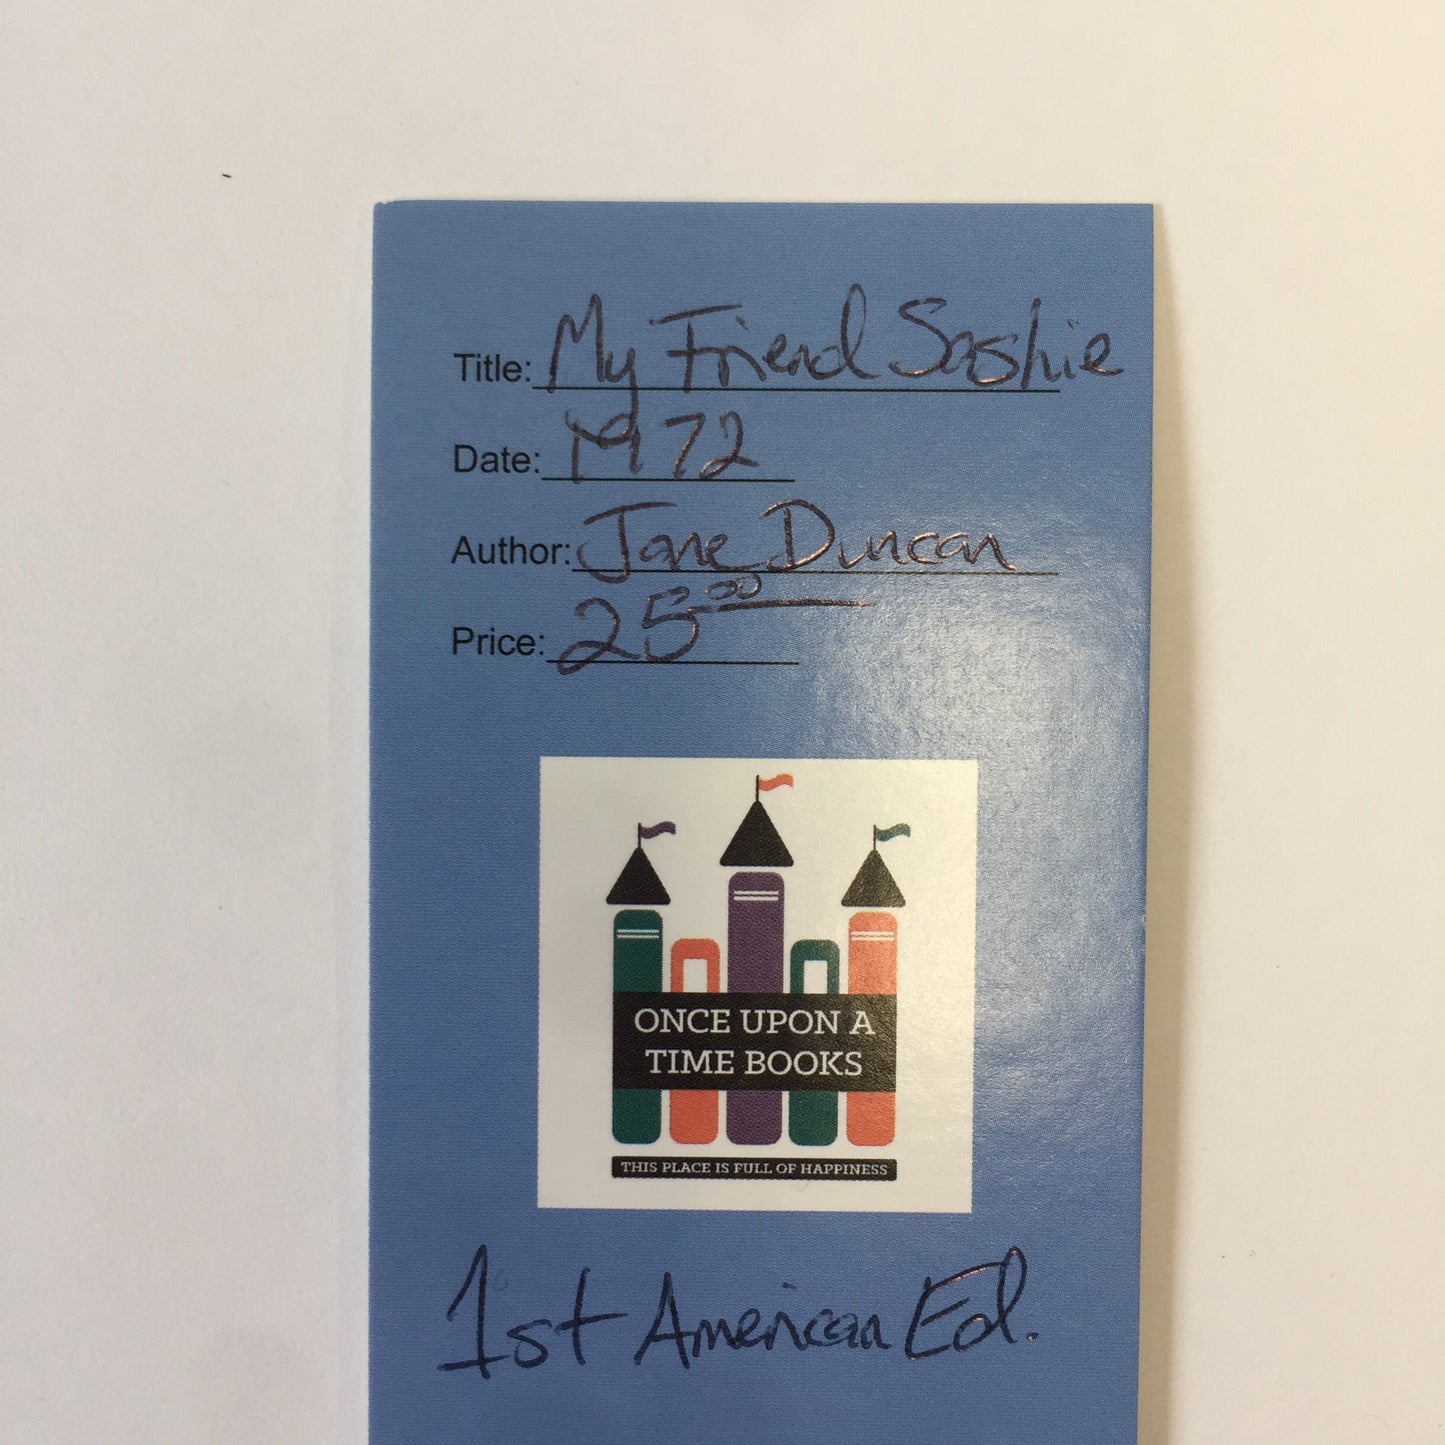 Title: My Friend Sashie
Date: 1972
Author: Jane Duncan
Price: 25.00
ONCE UPON A
TIME BOOKS
THIS PLACE IS FULL OF HAPPINESS
1st American Ed.